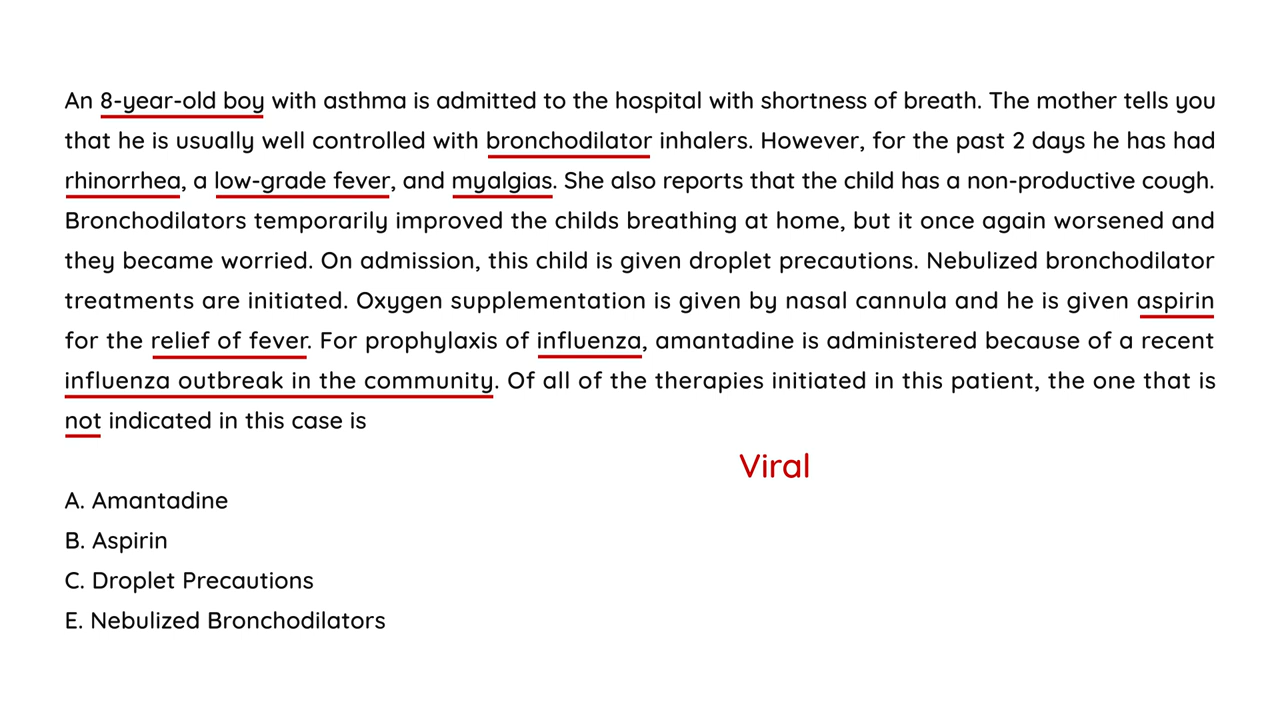 An 8-year-old boy with asthma is admitted to the hospital with shortness of breath. The mother tells you
that he is usually well controlled with bronchodilator inhalers. However, for the past 2 days he has had
rhinorrhea, a low-grade fever, and myalgias. She also reports that the child has a non-productive cough.
Bronchodilators temporarily improved the childs breathing at home, but it once again worsened and
they became worried. On admission, this child is given droplet precautions. Nebulized bronchodilator
treatments are initiated. Oxygen supplementation is given by nasal cannula and he is given aspirin
for the relief of fever. For prophylaxis of influenza, amantadine is administered because of a recent
influenza outbreak in the community. Of all of the therapies initiated in this patient, the one that is
not indicated in this case is
Viral
A. Amantadine
B. Aspirin
C. Droplet Precautions
E. Nebulized Bronchodilators